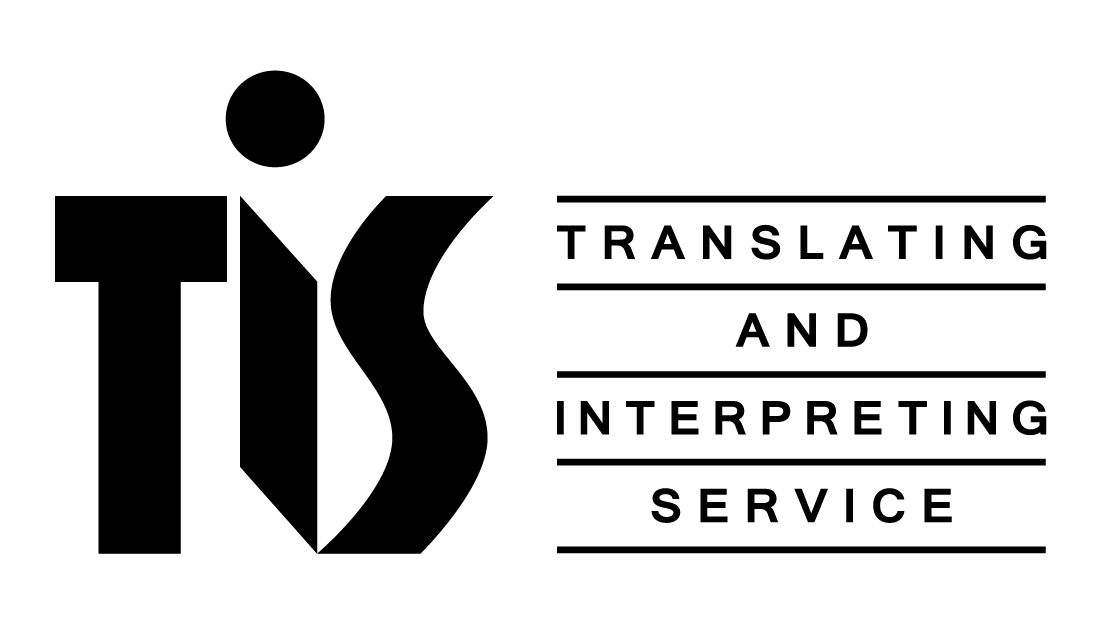 TiS
TRANSLATING
AND
INTERPRETING
SERVICE